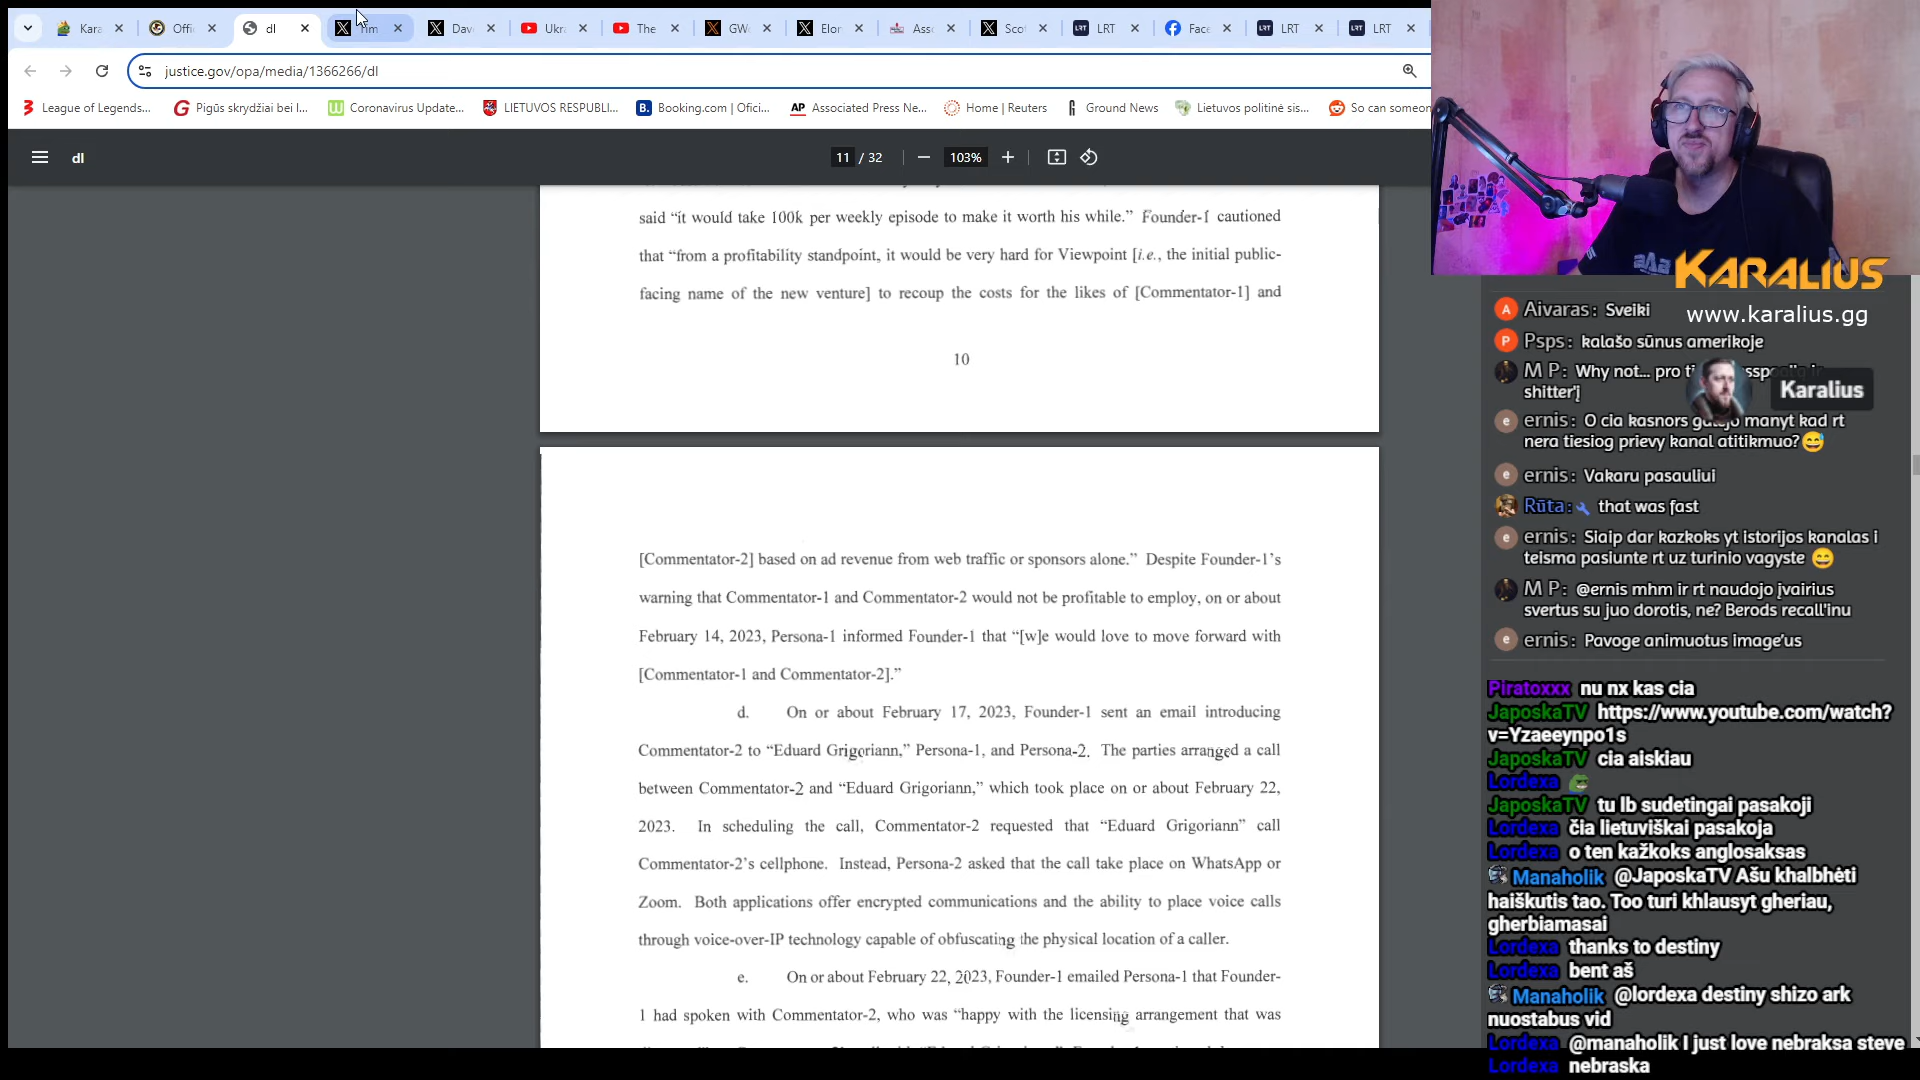 Kara
Offi
dl
Tim
Dav
Ukra
The
GW
Elor
Asso
Scot
LRT
Face
LRT
LRT
justice.gov/opa/media/1366266/dl
League of Legends...
Pigūs skrydžiai bei l...
Coronavirus Update...
LIETUVOS RESPUBLI...
Booking.com | Ofici...
Associated Press Ne...
Home | Reuters
Ground News
Lietuvos politinė sis...
So can someon
dl
11 / 32
103%
said “it would take 100k per weekly episode to make it worth his while.” Founder-1 cautioned
that “from a profitability standpoint, it would be very hard for Viewpoint [i.e., the initial public-
facing name of the new venture] to recoup the costs for the likes of [Commentator-1] and
10
[Commentator-2] based on ad revenue from web traffic or sponsors alone.” Despite Founder-1’s
warning that Commentator-1 and Commentator-2 would not be profitable to employ, on or about
February 14, 2023, Persona-1 informed Founder-1 that “[w]e would love to move forward with
[Commentator-1 and Commentator-2].”
d. On or about February 17, 2023, Founder-1 sent an email introducing
Commentator-2 to “Eduard Grigoriann,” Persona-1, and Persona-2. The parties arranged a call
between Commentator-2 and “Eduard Grigoriann,” which took place on or about February 22,
2023. In scheduling the call, Commentator-2 requested that “Eduard Grigoriann” call
Commentator-2’s cellphone. Instead, Persona-2 asked that the call take place on WhatsApp or
Zoom. Both applications offer encrypted communications and the ability to place voice calls
through voice-over-IP technology capable of obfuscating the physical location of a caller.
e. On or about February 22, 2023, Founder-1 emailed Persona-1 that Founder-
1 had spoken with Commentator-2, who was “happy with the licensing arrangement that was
KARALIUS
www.karalius.gg
Karalius
Aivaras: Sveiki
Psps: kalašo sūnus amerikoje
M P: Why not... pro
shitter'į
ernis: O cia kasnors galejo manyt kad rt
nera tiesiog prievy kanal atitikmuo?😅
ernis: Vakaru pasauliui
Rūta: that was fast
ernis: Siaip dar kazkoks yt istorijos kanalas i
teisma pasiunte rt uz turinio vagyste 😄
M P: @ernis mhm ir rt naudojo įvairius
svertus su juo dorotis, ne? Berods recall'inu
ernis: Pavoge animuotus image'us
Piratoxxx nu nx kas cia
JaposkaTV https://www.youtube.com/watch?
v=Yzaeeynpo1s
JaposkaTV cia aiskiau
Lordexa
JaposkaTV tu lb sudetingai pasakoji
Lordexa čia lietuviškai pasakoja
Lordexa o ten kažkoks anglosaksas
Manaholik @JaposkaTV Ašu khalbhėti
haiškutis tao. Too turi khlausyt gheriau,
gherbiamasai
Lordexa thanks to destiny
Lordexa bent aš
Manaholik @lordexa destiny shizo ark
nuostabus vid
Lordexa @manaholik I just love nebraksa steve
Lordexa nebraska